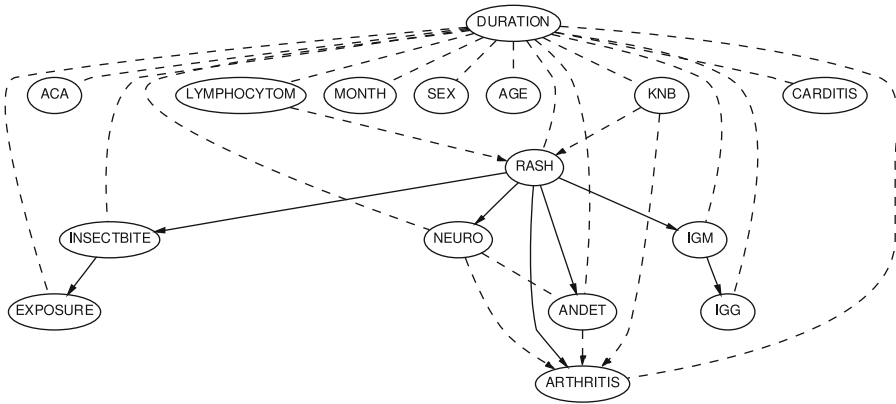 DURATION
ACA LYMPHOCYTOM MONTH SEX AGE KNB CARDITIS
RASH
INSECTBITE NEURO IGM
EXPOSURE ANDET IGG
ARTHRITIS